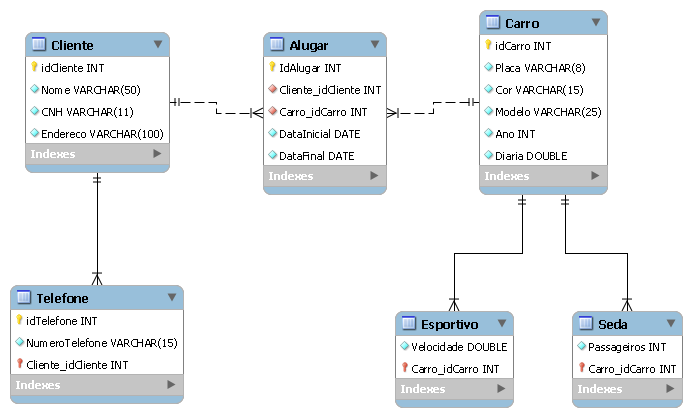 Cliente
idCliente INT
Nome VARCHAR(50)
CNH VARCHAR(11)
Endereco VARCHAR(100)
Indexes
Alugar
IdAlugar INT
Cliente_idCliente INT
Carro_idCarro INT
DataInicial DATE
DataFinal DATE
Indexes
Carro
idCarro INT
Placa VARCHAR(8)
Cor VARCHAR(15)
Modelo VARCHAR(25)
Ano INT
Diaria DOUBLE
Indexes
Telefone
idTelefone INT
NumeroTelefone VARCHAR(15)
Cliente_idCliente INT
Indexes
Esportivo
Velocidade DOUBLE
Carro_idCarro INT
Indexes
Seda
Passageiros INT
Carro_idCarro INT
Indexes